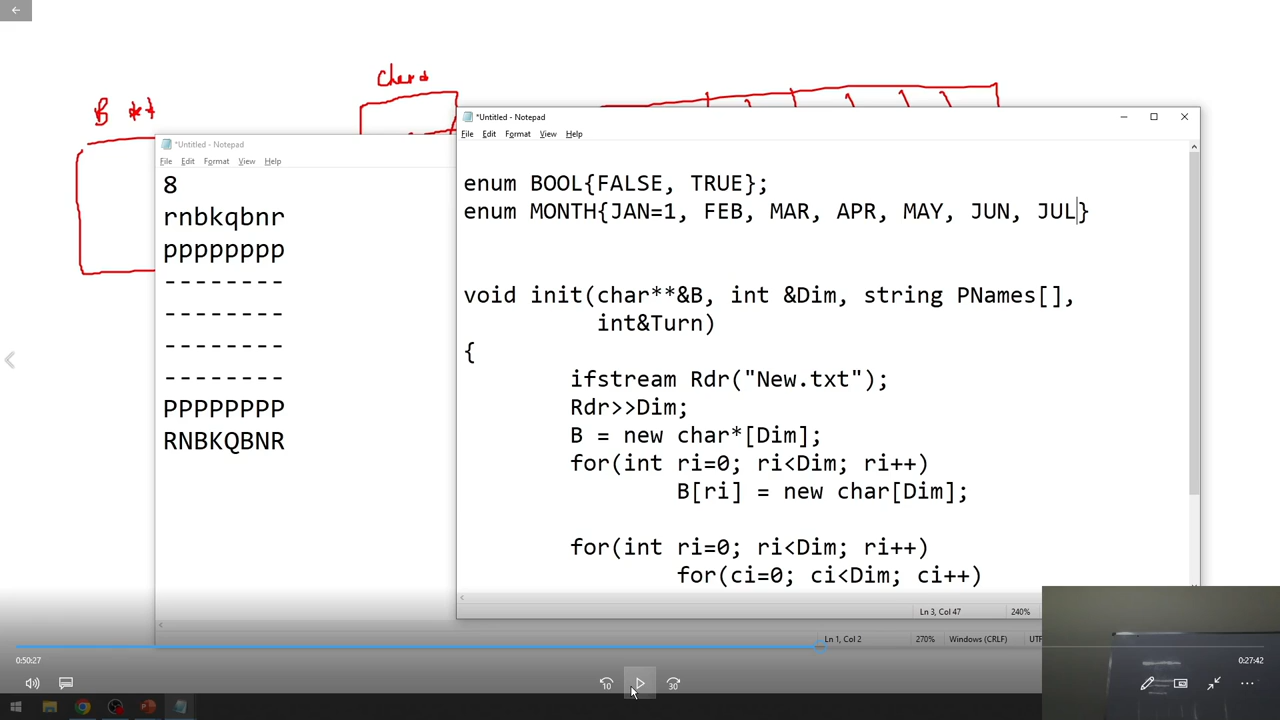 Char*
B **
*Untitled - Notepad
File Edit Format View Help
8
rnbkqbnr
pppppppp
--------
--------
--------
--------
PPPPPPPP
RNBKQBNR
Ln 1, Col 2 270% Windows (CRLF) UTF
*Untitled - Notepad
File Edit Format View Help
enum BOOL{FALSE, TRUE};
enum MONTH{JAN=1, FEB, MAR, APR, MAY, JUN, JUL}
void init(char**&B, int &Dim, string PNames[],
int&Turn)
{
ifstream Rdr("New.txt");
Rdr>>Dim;
B = new char*[Dim];
for(int ri=0; ri<Dim; ri++)
B[ri] = new char[Dim];
for(int ri=0; ri<Dim; ri++)
for(ci=0; ci<Dim; ci++)
Ln 3, Col 47 240%
0:50:27
0:27:42
10
30